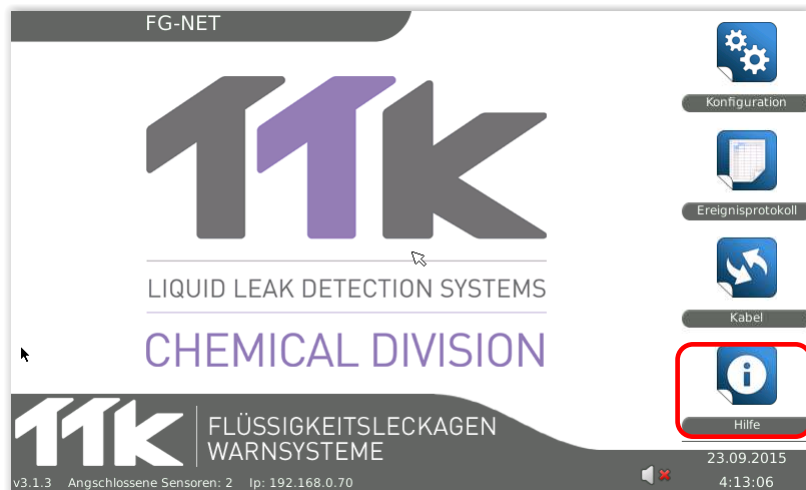 FG-NET
TTK
LIQUID LEAK DETECTION SYSTEMS
CHEMICAL DIVISION
Konfiguration
Ereignisprotokoll
Kabel
Hilfe
TTK
FLÜSSIGKEITSLECKAGEN
WARNSYSTEME
v3.1.3 Angschlossene Sensoren: 2 Ip: 192.168.0.70
23.09.2015
4:13:06